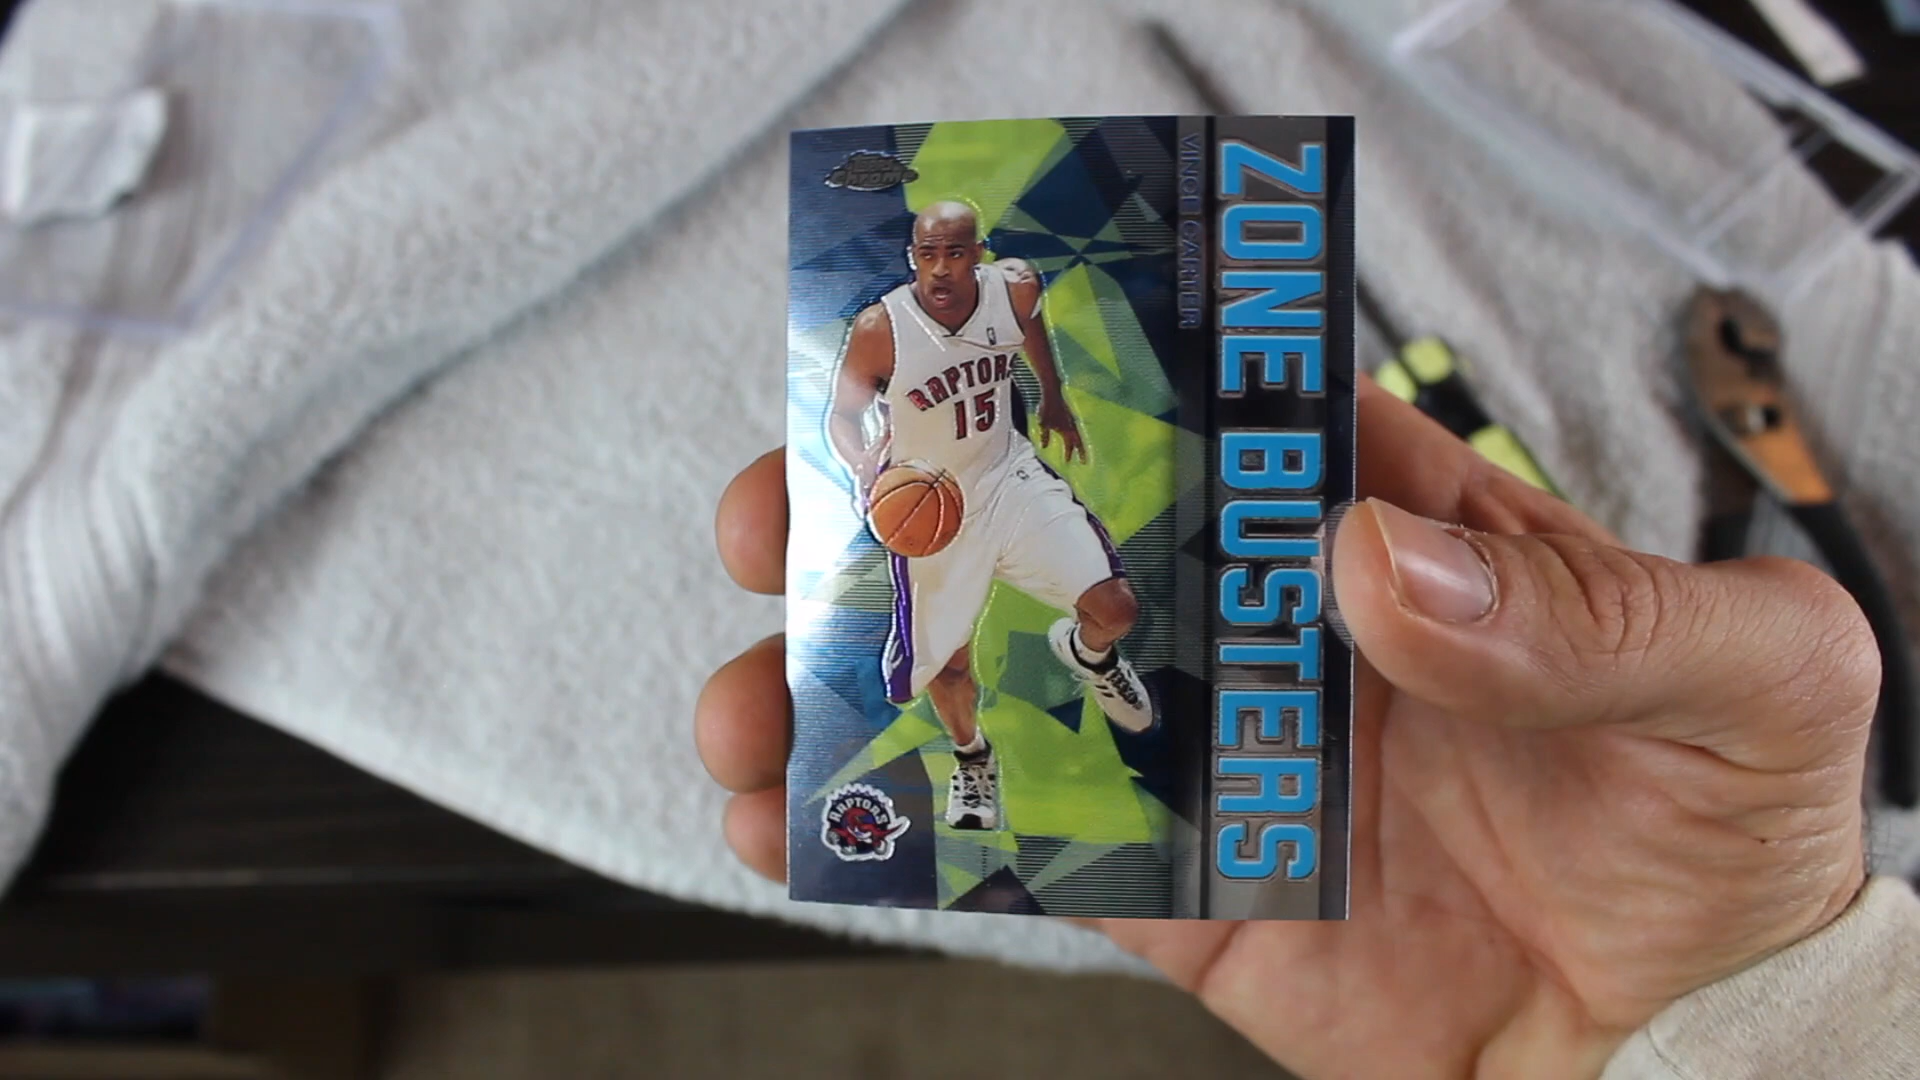 Topps
Chrome
VINCE CARTER
ZONE BUSTERS
RAPTORS
15
RAPTORS